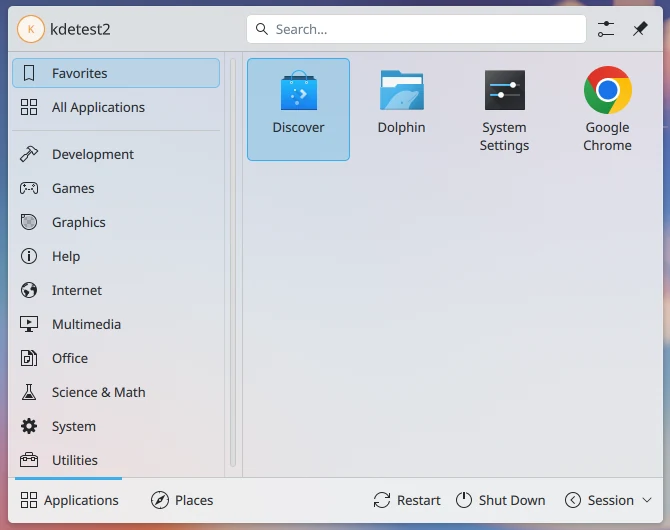 K
kdetest2
Search...
Favorites
All Applications
Development
Games
Graphics
Help
Internet
Multimedia
Office
Science & Math
System
Utilities
Discover
Dolphin
System
Settings
Google
Chrome
Applications
Places
Restart
Shut Down
Session